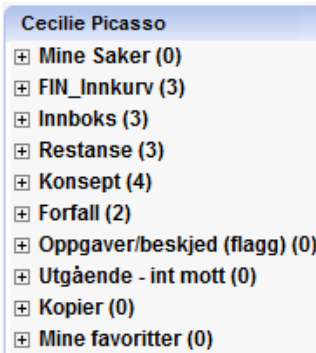 Cecilie Picasso
Mine Saker (0)
FIN_Innkurv (3)
Innboks (3)
Restanse (3)
Konsept (4)
Forfall (2)
Oppgaver/beskjed (flagg) (0)
Utgående - int mott (0)
Kopier (0)
Mine favoritter (0)